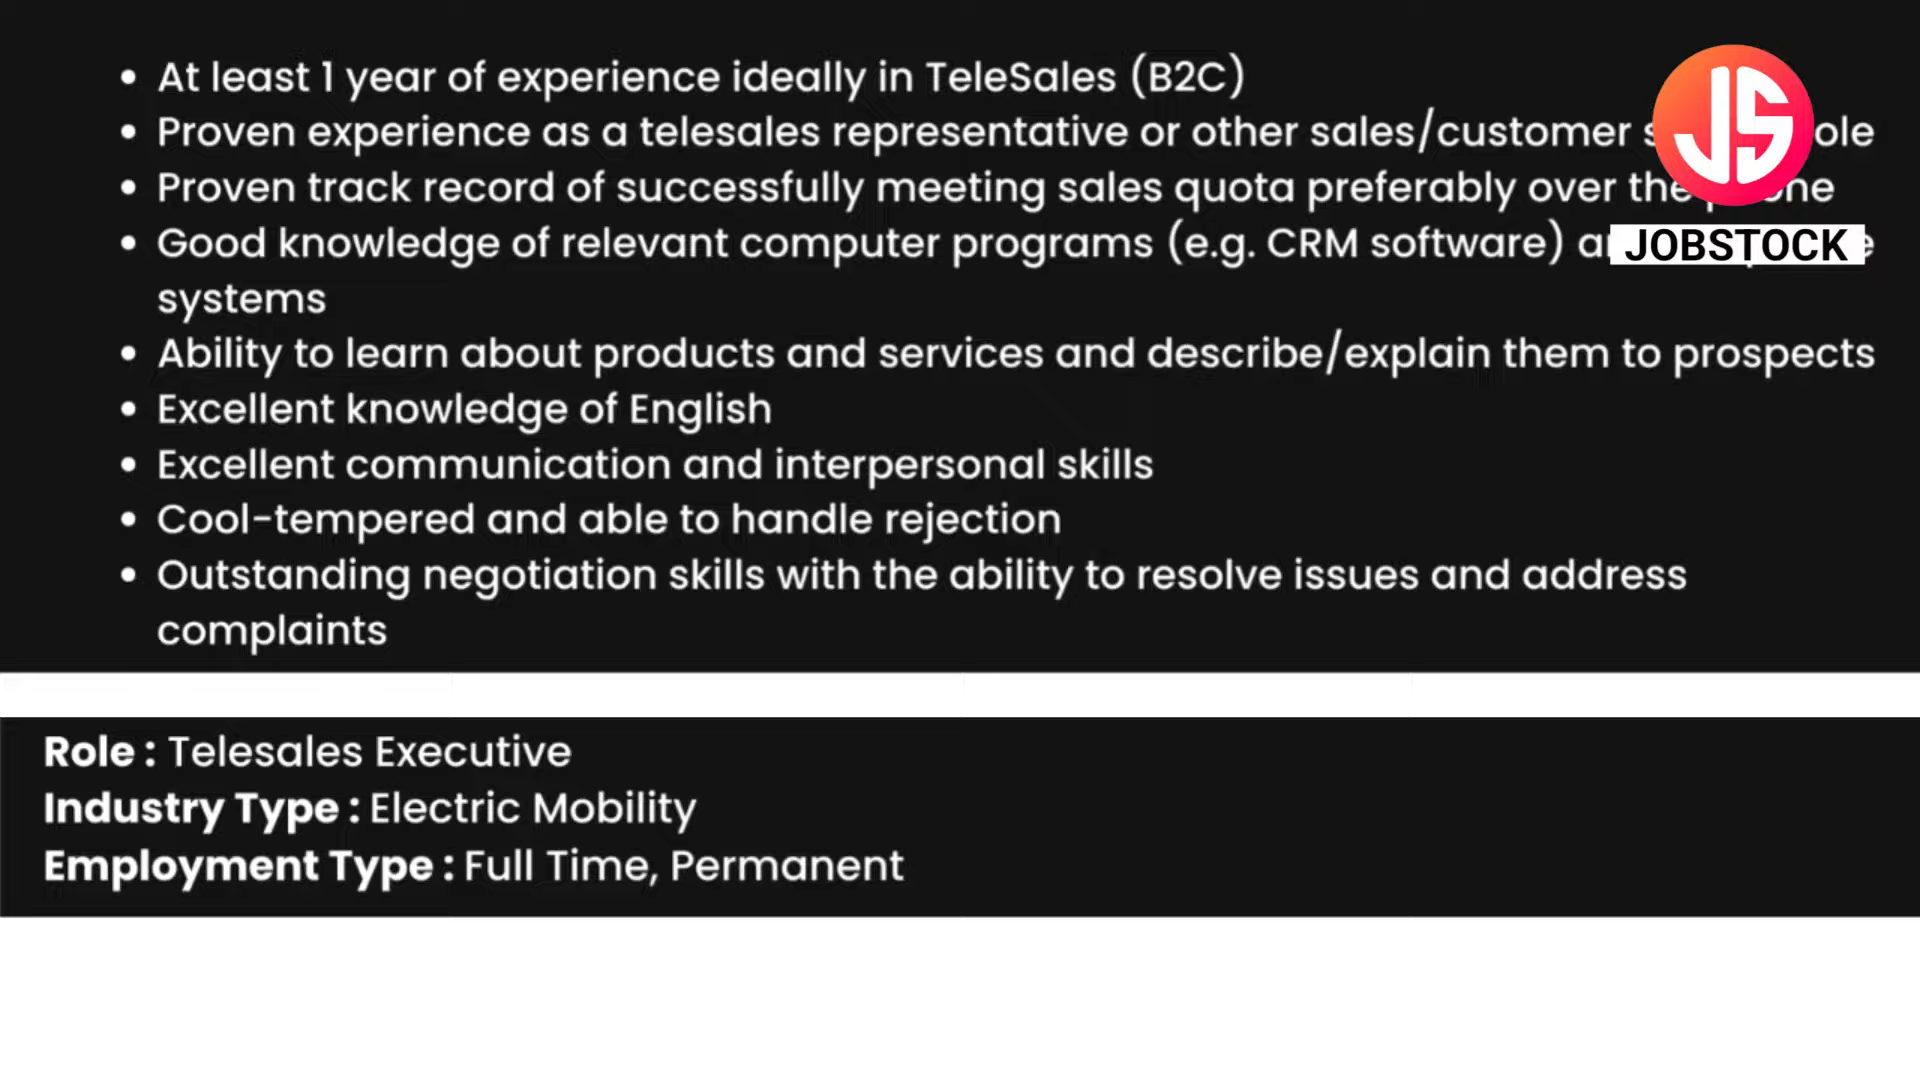 • At least 1 year of experience ideally in TeleSales (B2C)
• Proven experience as a telesales representative or other sales/customer
• Proven track record of successfully meeting sales quota preferably over the
• Good knowledge of relevant computer programs (e.g. CRM software)
systems
• Ability to learn about products and services and describe/explain them to prospects
• Excellent knowledge of English
• Excellent communication and interpersonal skills
• Cool-tempered and able to handle rejection
• Outstanding negotiation skills with the ability to resolve issues and address
complaints
JS
JOBSTOCK
Role : Telesales Executive
Industry Type : Electric Mobility
Employment Type : Full Time, Permanent